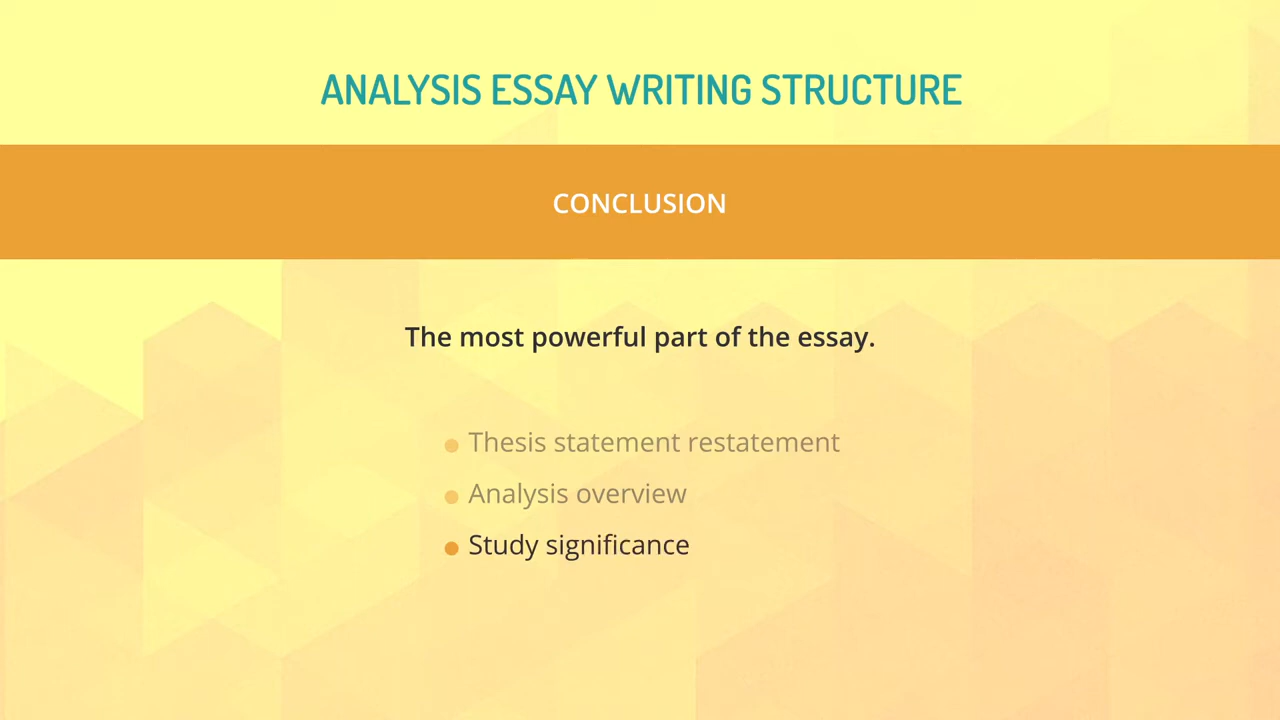 ANALYSIS ESSAY WRITING STRUCTURE
CONCLUSION
The most powerful part of the essay.
Thesis statement restatement
Analysis overview
Study significance